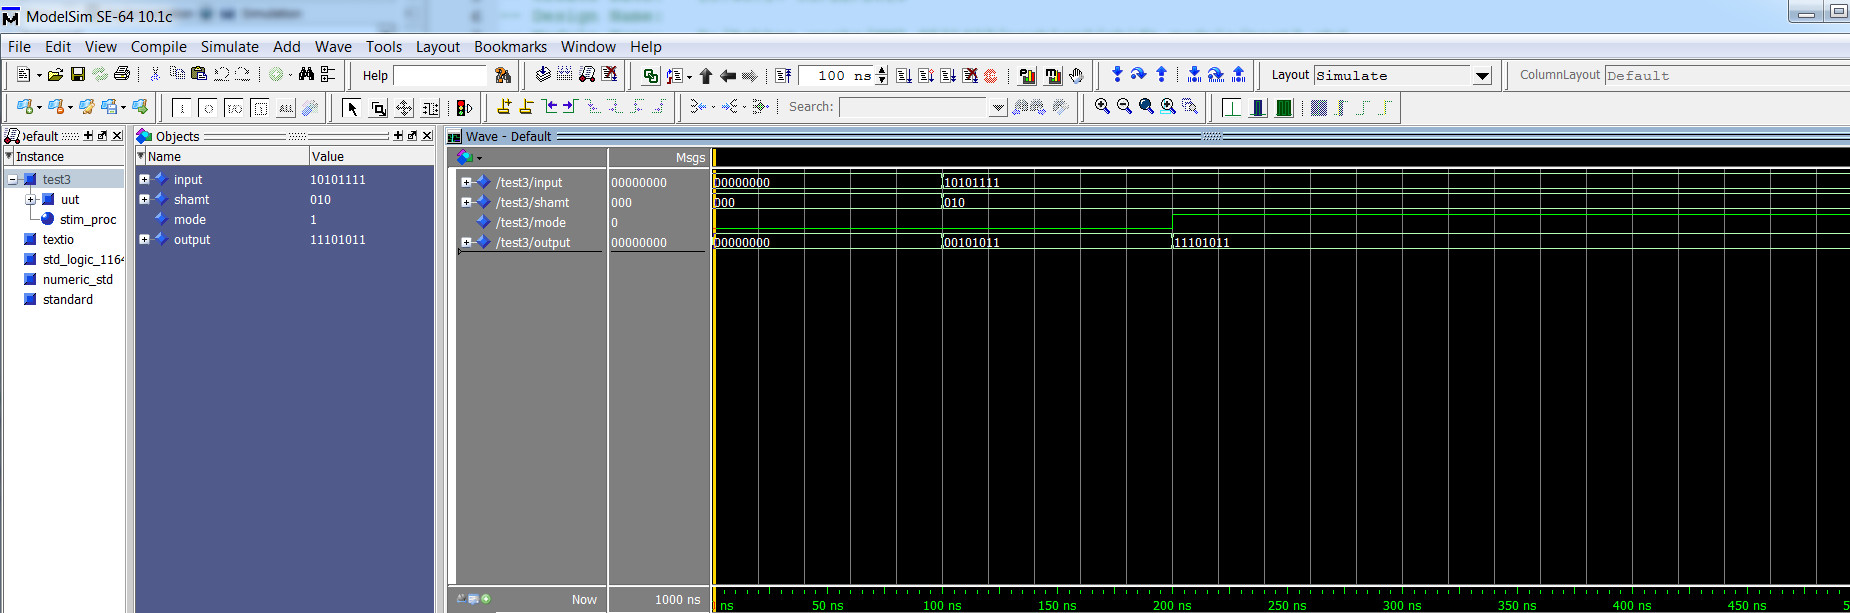 ModelSim SE-64 10.1c
File Edit View Compile Simulate Add Wave Tools Layout Bookmarks Window Help
Help 100 ns Layout Simulate ColumnLayout Default
Search:
Default Objects Wave - Default
Instance Name Value Msgs
test3 input 10101111 /test3/input 00000000 00000000 10101111
uut shamt 010 /test3/shamt 000 000 010
stim_proc mode 1 /test3/mode 0
textio output 11101011 /test3/output 00000000 00000000 00101011 11101011
std_logic_1164
numeric_std
standard
Now 1000 ns
ns 50 ns 100 ns 150 ns 200 ns 250 ns 300 ns 350 ns 400 ns 450 ns